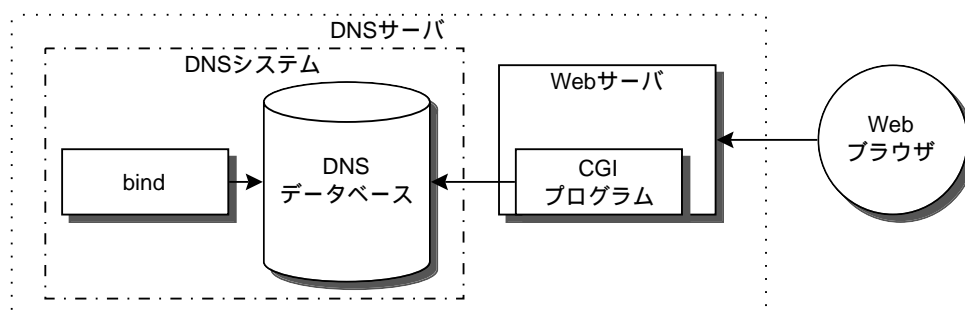 DNSサーバ
DNSシステム
Webサーバ
bind
DNS
データベース
CGI
プログラム
Web
ブラウザ